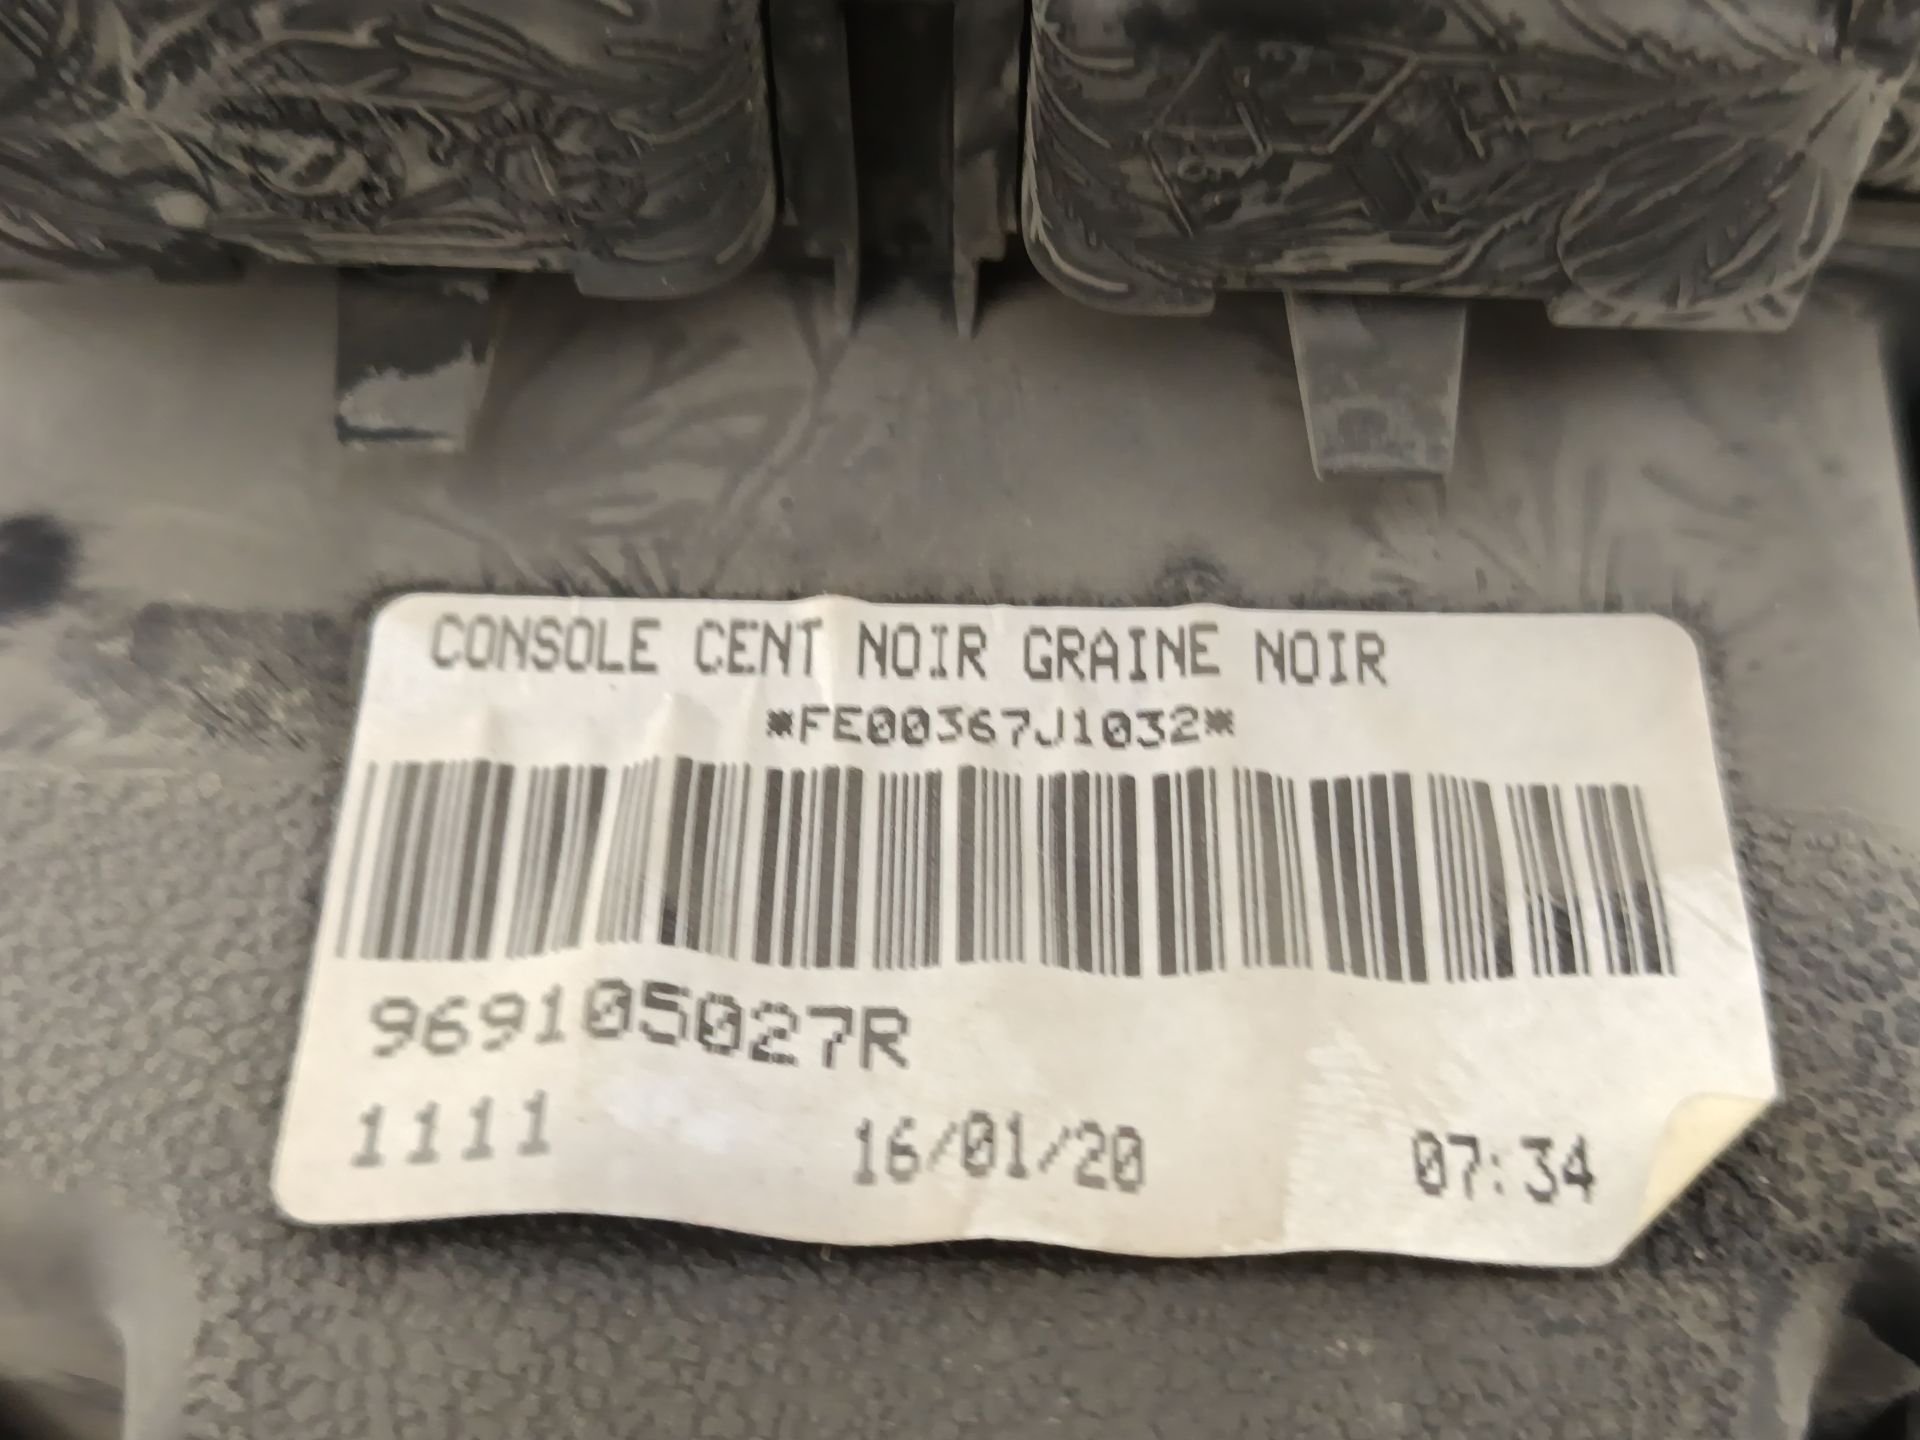 CONSOLE CENT NOIR GRAINE NOIR
*FE00367J1032*
969105027R
1111 16/01/20 07:34